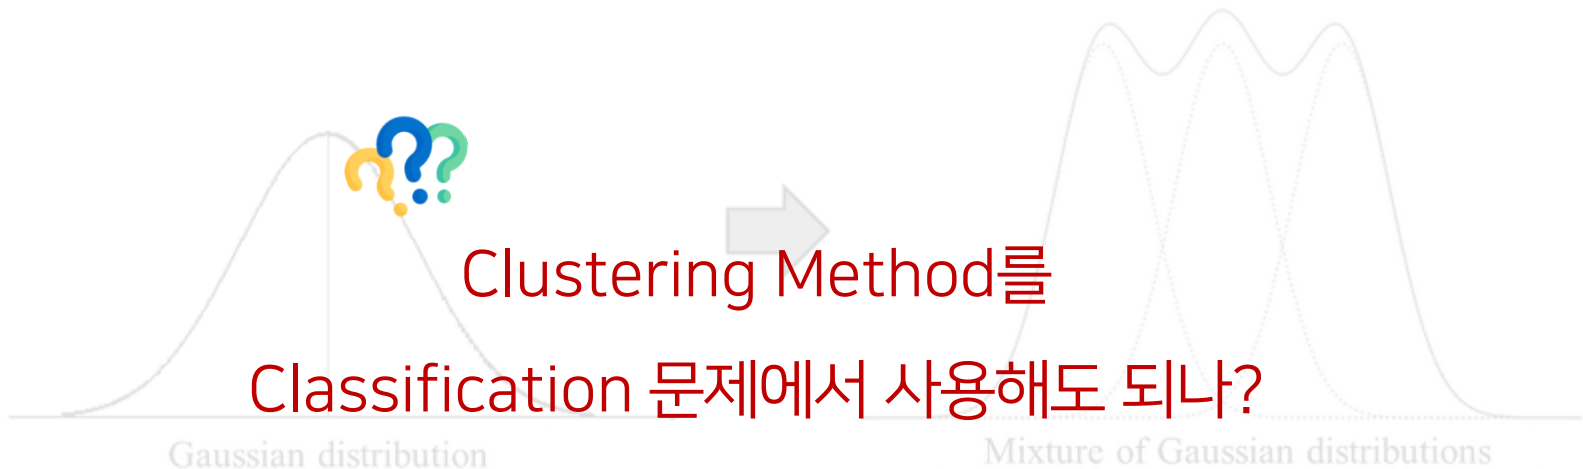 Clustering Method를
Classification 문제에서 사용해도 되나?
Gaussian distribution
Mixture of Gaussian distributions